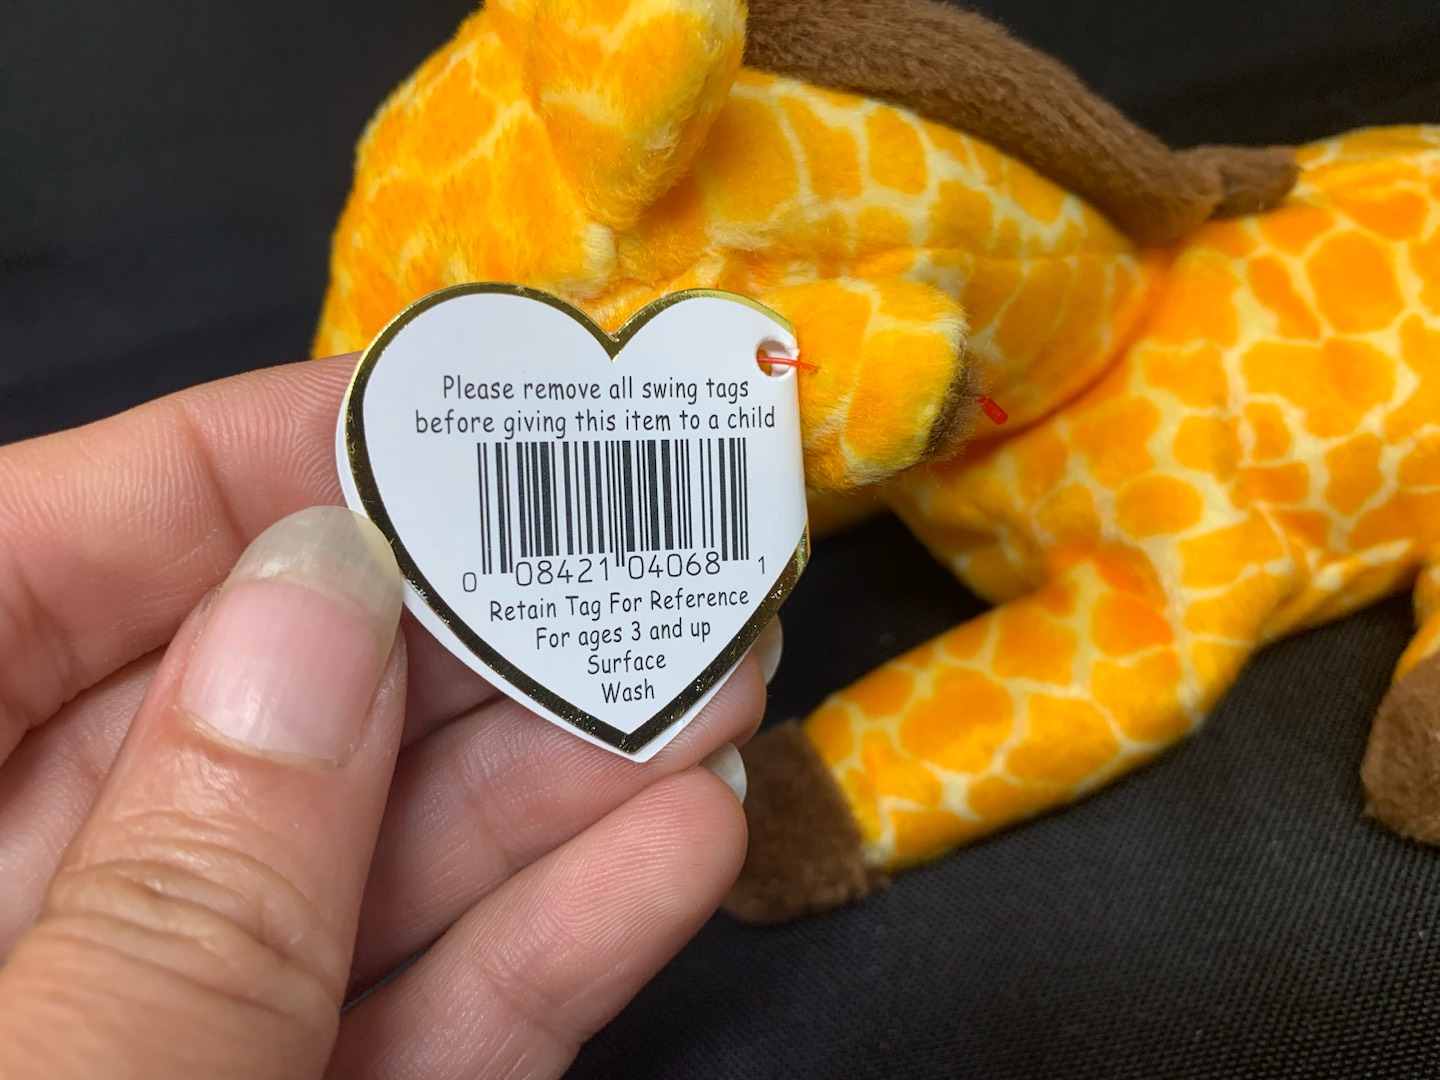 Please remove all swing tags
before giving this item to a child
0 08421 04068 1
Retain Tag For Reference
For ages 3 and up
Surface
Wash